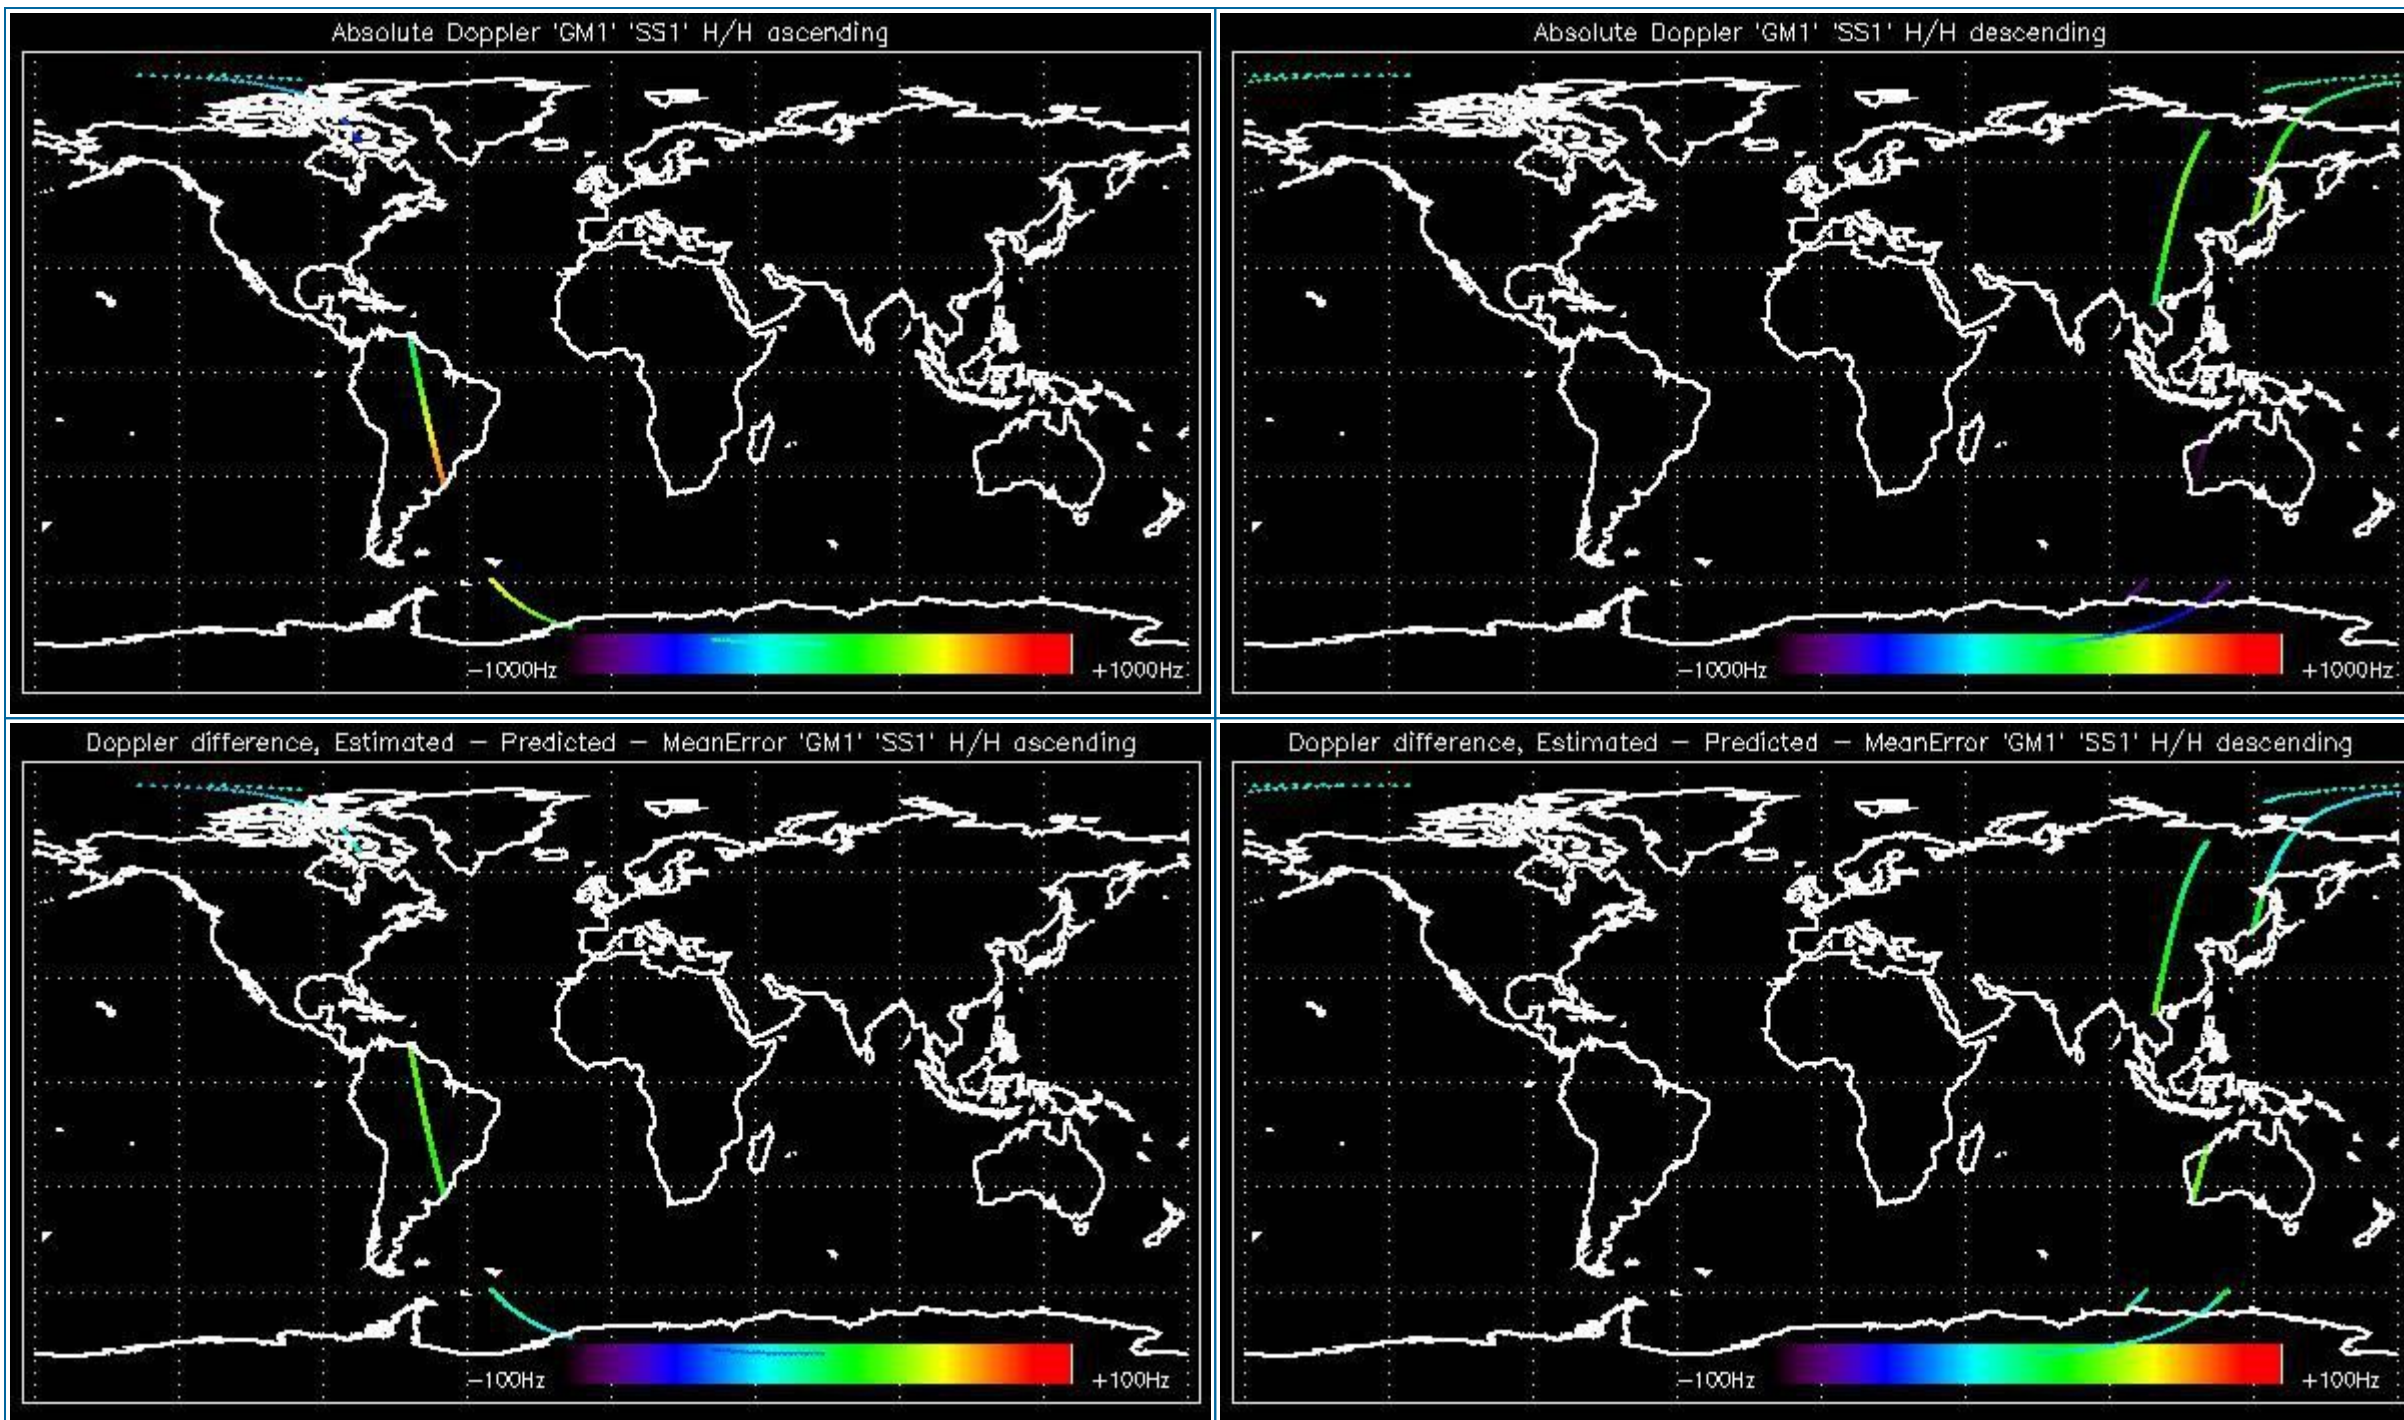 Absolute Doppler 'GM1' 'SS1' H/H ascending
-1000Hz +1000Hz
Absolute Doppler 'GM1' 'SS1' H/H descending
-1000Hz +1000Hz
Doppler difference, Estimated - Predicted - MeanError 'GM1' 'SS1' H/H ascending
-100Hz +100Hz
Doppler difference, Estimated - Predicted - MeanError 'GM1' 'SS1' H/H descending
-100Hz +100Hz